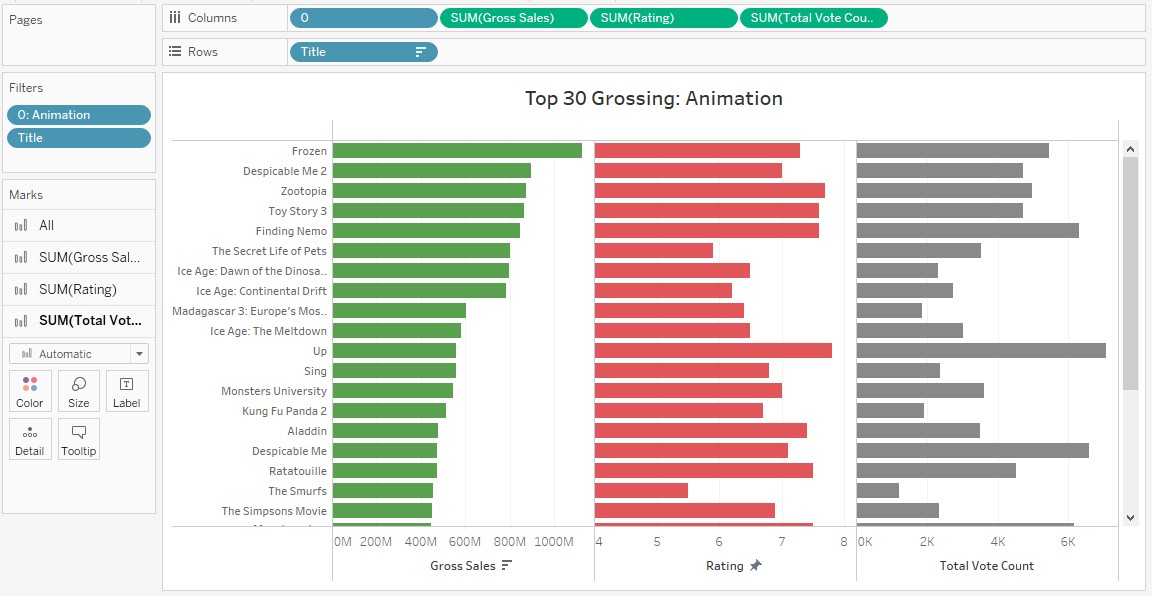 Pages
Columns
0
SUM(Gross Sales)
SUM(Rating)
SUM(Total Vote Cou..
Rows
Title
Filters
0: Animation
Title
Marks
All
SUM(Gross Sal...
SUM(Rating)
SUM(Total Vot...
Automatic
Color
Size
Label
Detail
Tooltip
Top 30 Grossing: Animation
Frozen
Despicable Me 2
Zootopia
Toy Story 3
Finding Nemo
The Secret Life of Pets
Ice Age: Dawn of the Dinosa..
Ice Age: Continental Drift
Madagascar 3: Europe's Mos..
Ice Age: The Meltdown
Up
Sing
Monsters University
Kung Fu Panda 2
Aladdin
Despicable Me
Ratatouille
The Smurfs
The Simpsons Movie
0M 200M 400M 600M 800M 1000M
4 5 6 7 8
0K 2K 4K 6K
Gross Sales
Rating
Total Vote Count